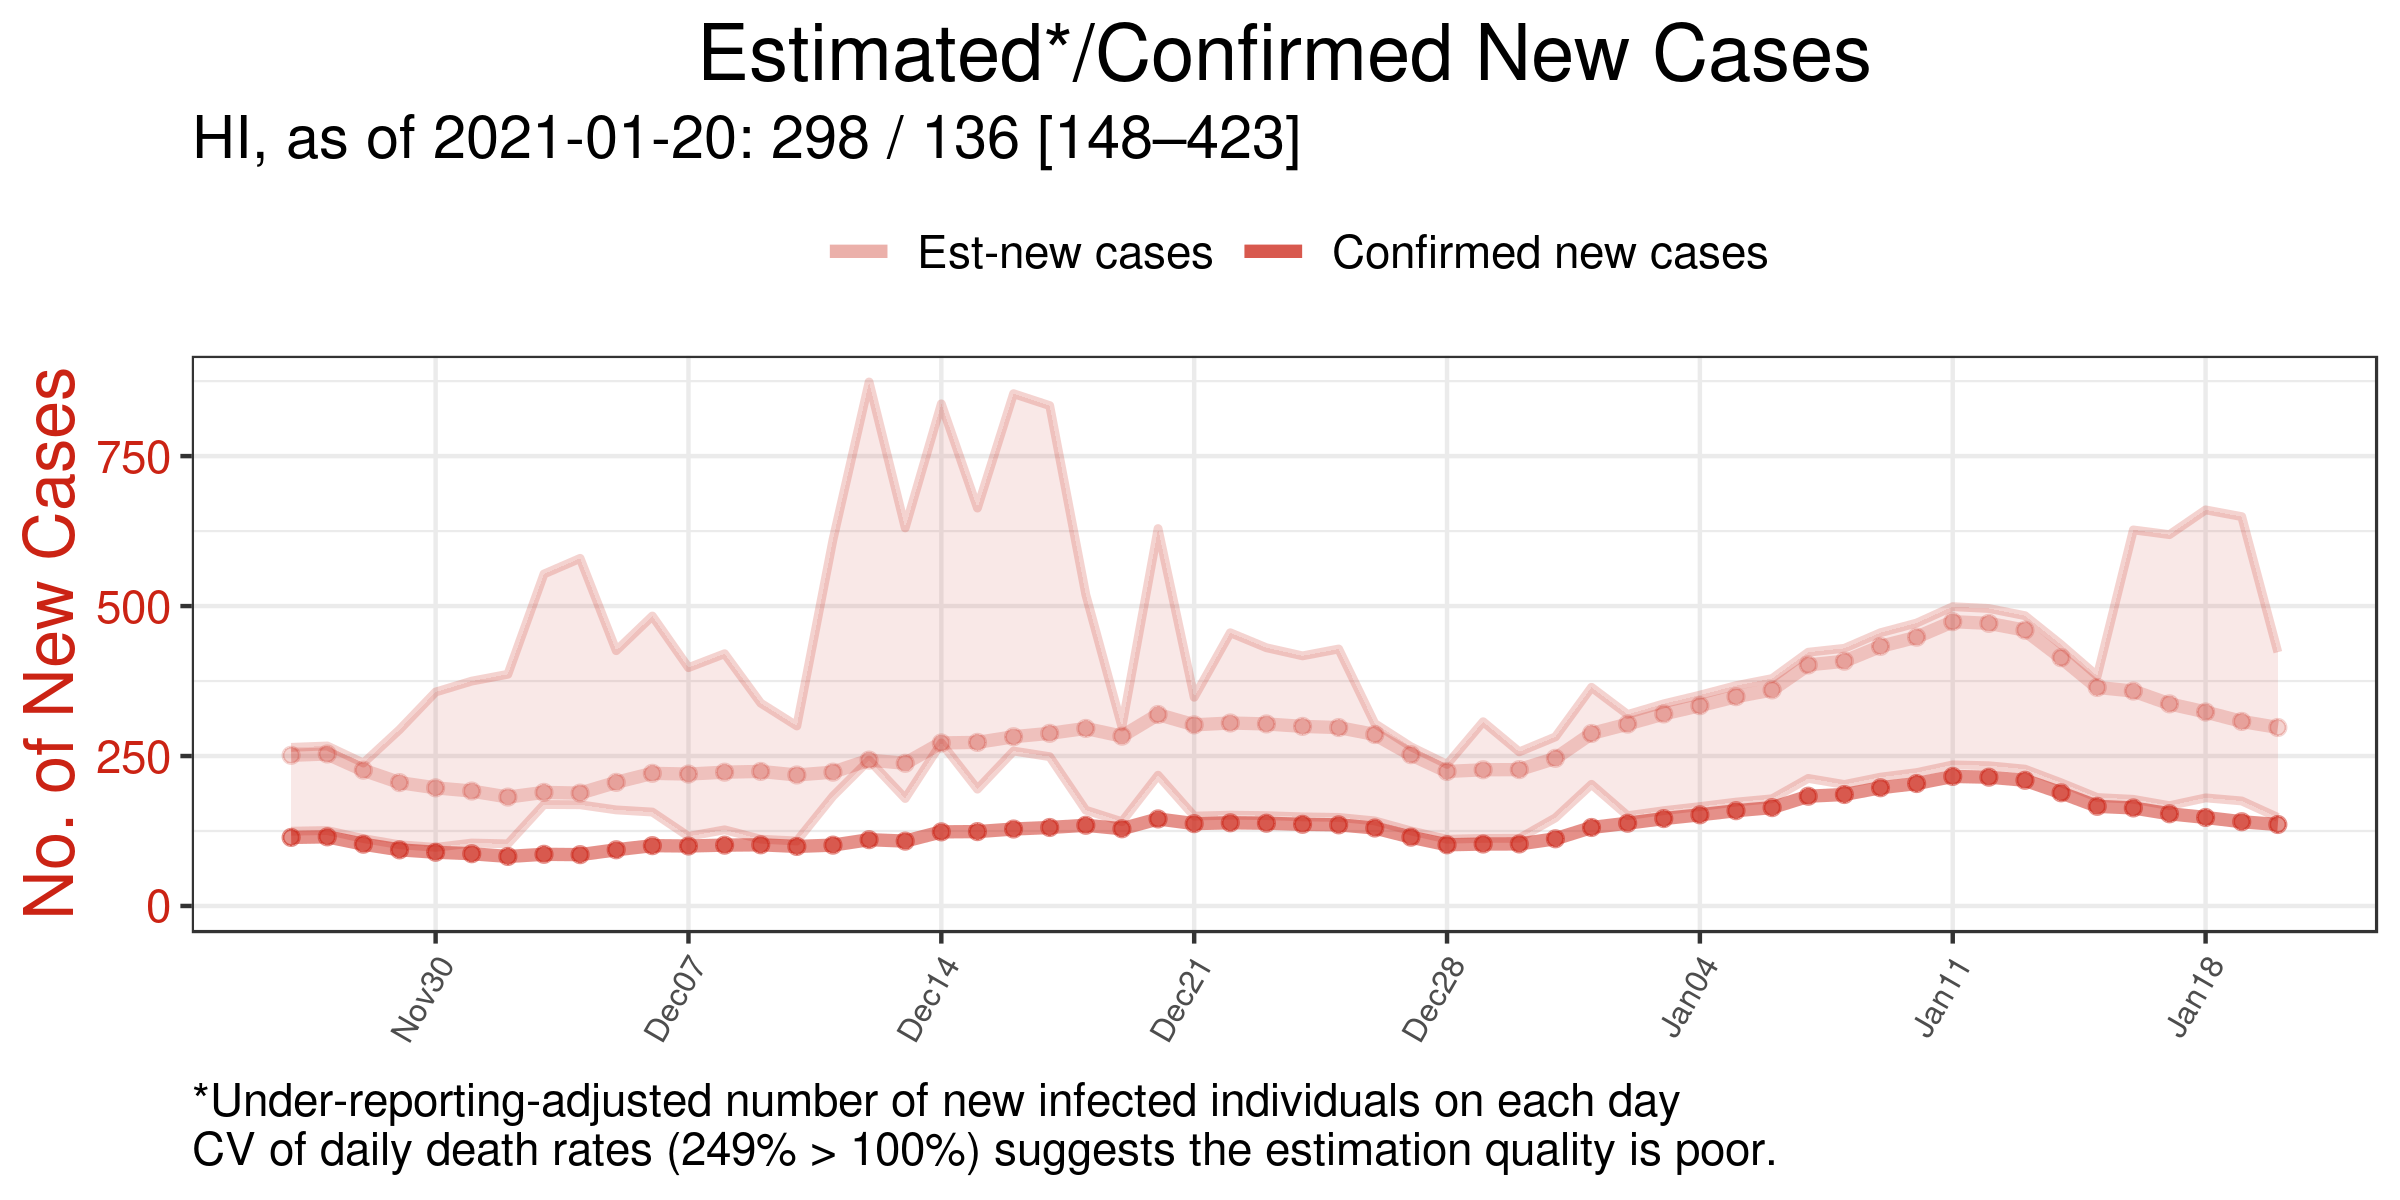 Estimated*/Confirmed New Cases
HI, as of 2021-01-20: 298 / 136 [148–423]
Est-new cases Confirmed new cases
No. of New Cases
750
500
250
0
Nov30 Dec07 Dec14 Dec21 Dec28 Jan04 Jan11 Jan18
*Under-reporting-adjusted number of new infected individuals on each day
CV of daily death rates (249% > 100%) suggests the estimation quality is poor.